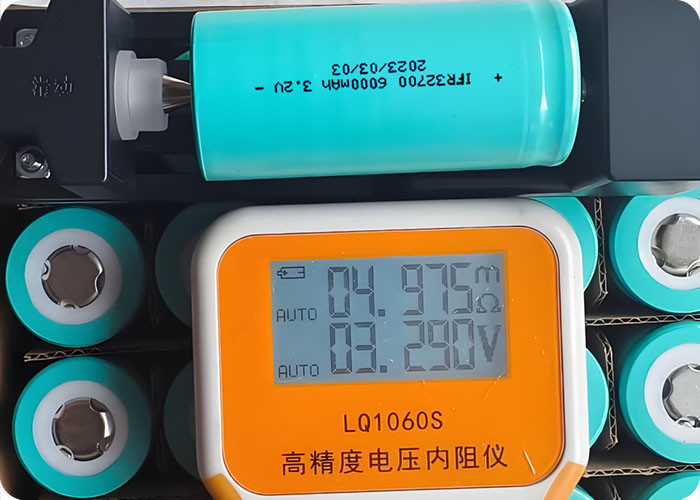 + IFR32700 6000mAh 3.2V -
2023/03/03
AUTO 04.975 mΩ
AUTO 03.290 V
LQ1060S
高精度电压内阻仪